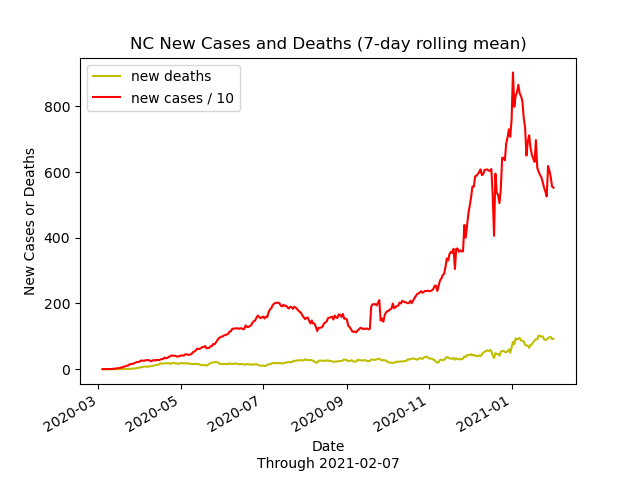 NC New Cases and Deaths (7-day rolling mean)
new deaths
new cases / 10
New Cases or Deaths
800
600
400
200
0
2020-03
2020-05
2020-07
2020-09
2020-11
2021-01
Date
Through 2021-02-07